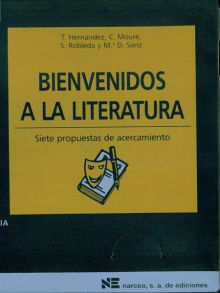 T. Hernández, C. Moure,
S. Robleda y M.ª D. Sanz
BIENVENIDOS
A LA LITERATURA
Siete propuestas de acercamiento
IA
NE narcea, s. a. de ediciones